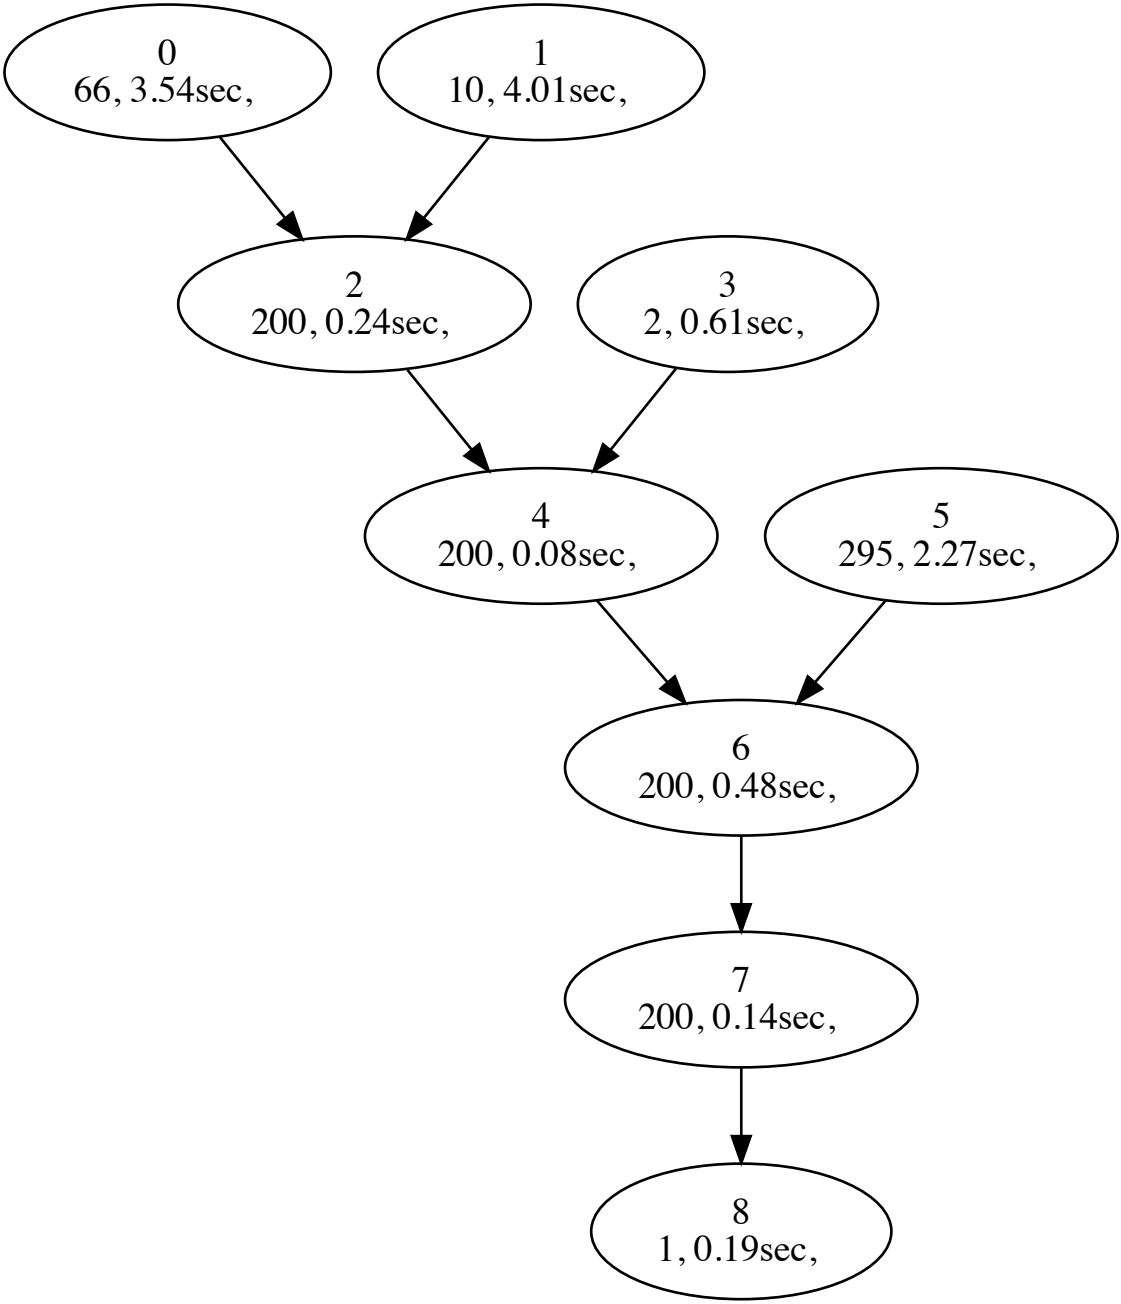 0
66, 3.54sec,
1
10, 4.01sec,
2
200, 0.24sec,
3
2, 0.61sec,
4
200, 0.08sec,
5
295, 2.27sec,
6
200, 0.48sec,
7
200, 0.14sec,
8
1, 0.19sec,